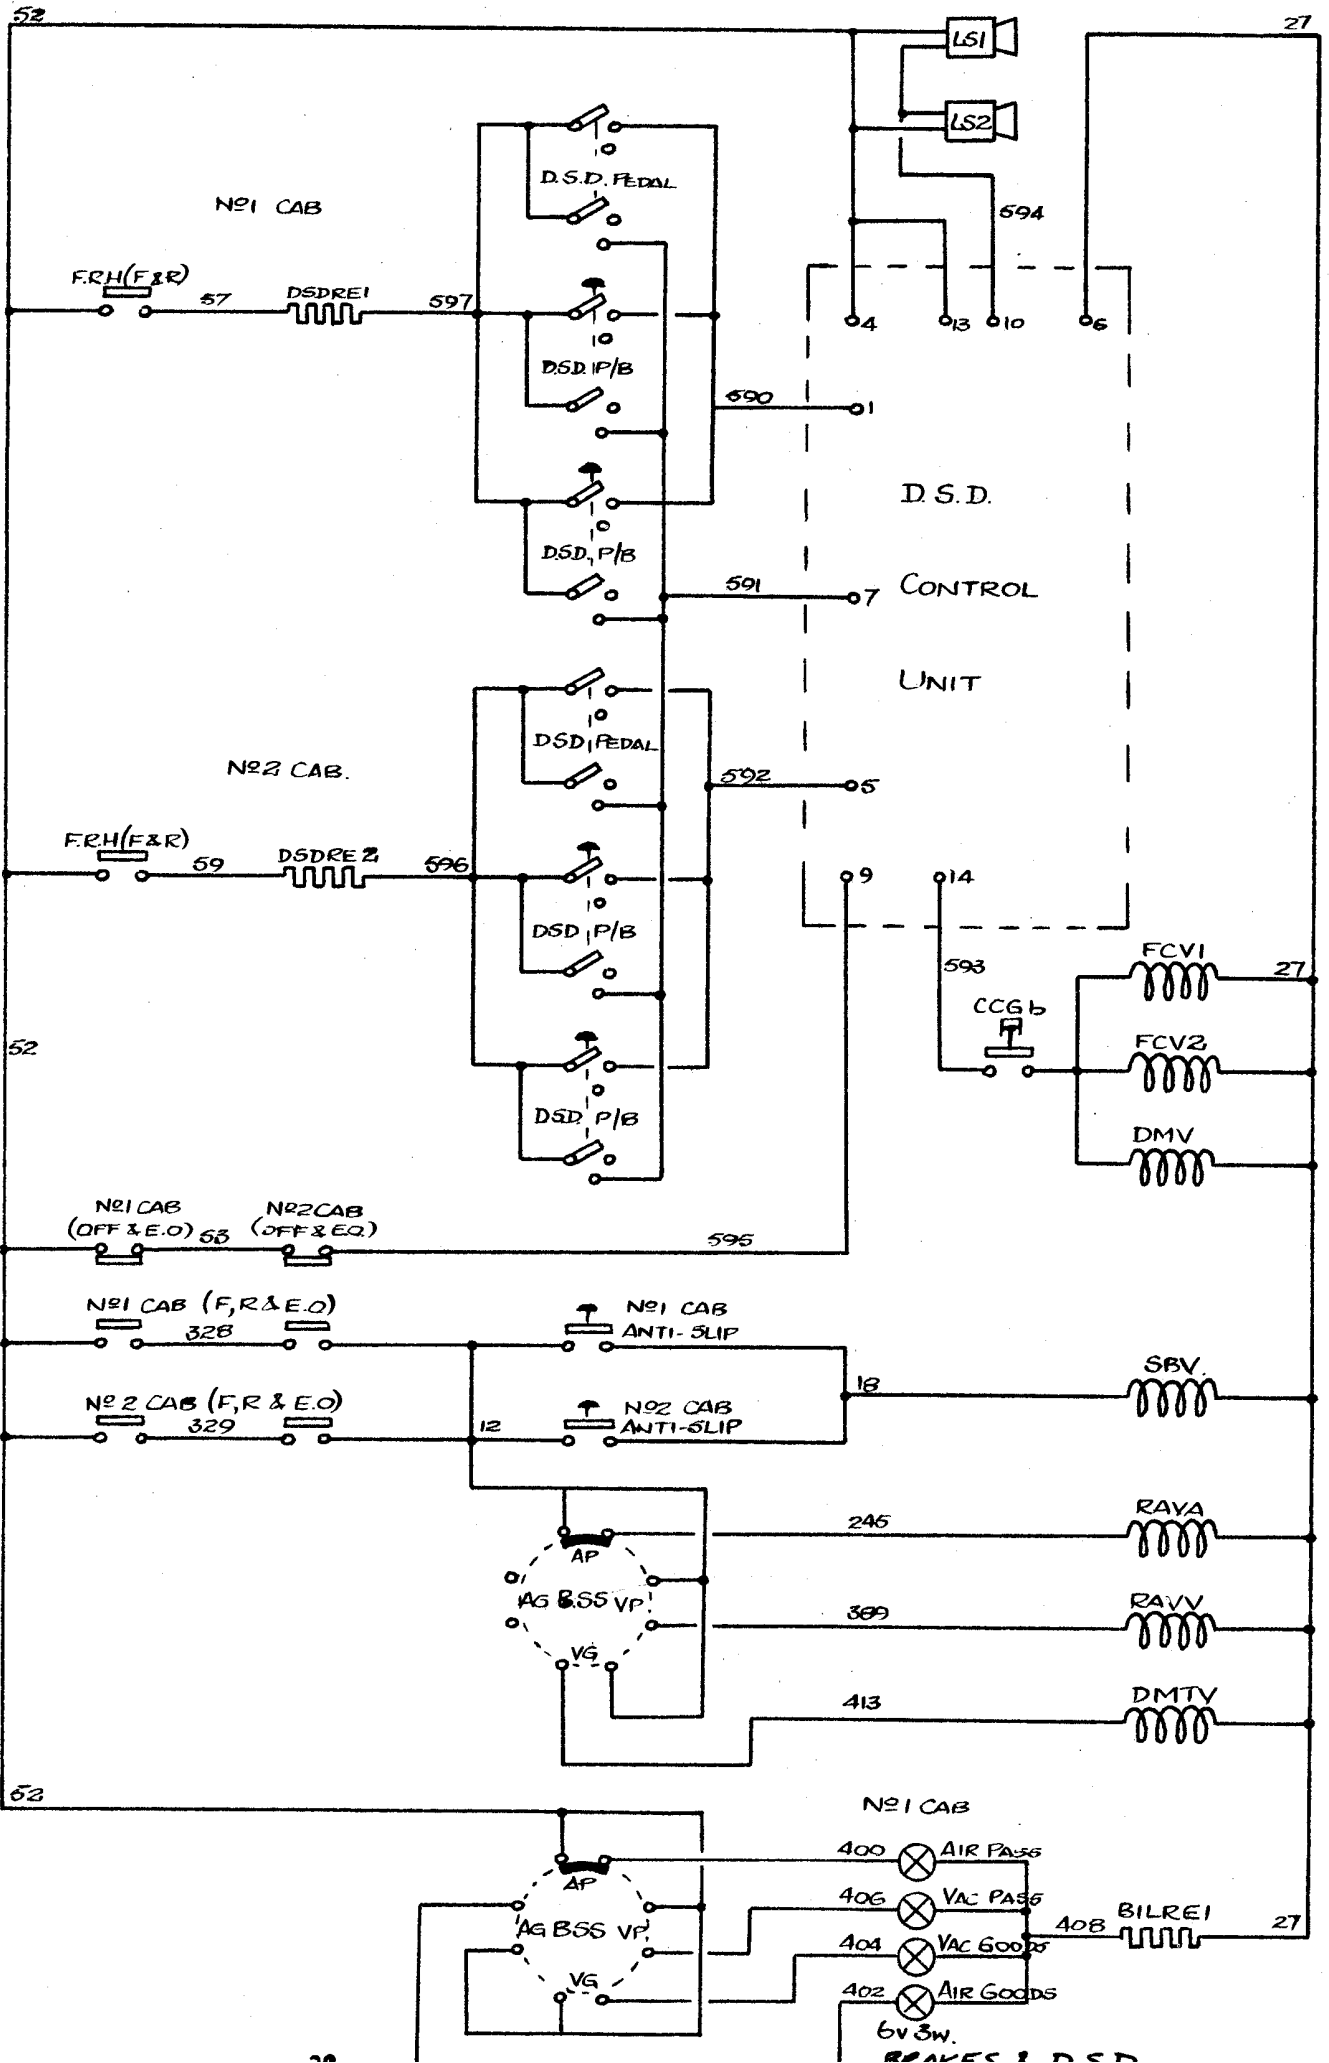 52
27
LS1
LS2
D.S.D. PEDAL
No1 CAB
594
F.R.H(F&R)
57
DSDRE1
597
4
13
10
6
D.S.D. P/B
590
1
D.S.D.
D.S.D. P/B
591
7
CONTROL
UNIT
DSD PEDAL
No2 CAB.
592
5
F.R.H(F&R)
59
DSDRE2
596
9
14
DSD P/B
593
FCV1
27
CCGb
52
FCV2
DSD P/B
DMV
No1 CAB
(OFF & E.O)
53
No2 CAB
(OFF & E.O.)
595
No1 CAB (F,R & E.O)
328
No1 CAB
ANTI-SLIP
18
SBV.
No 2 CAB (F,R & E.O)
329
12
No2 CAB
ANTI-SLIP
RAVA
245
AP
AG BSS VP
RAVV
389
VG
DMTV
413
52
No1 CAB
400
AIR PASS
AP
406
VAC PASS
AG BSS VP
408
BILRE1
27
404
VAC GOODS
VG
402
AIR GOODS
6v 3w.
BRAKES & D.S.D.